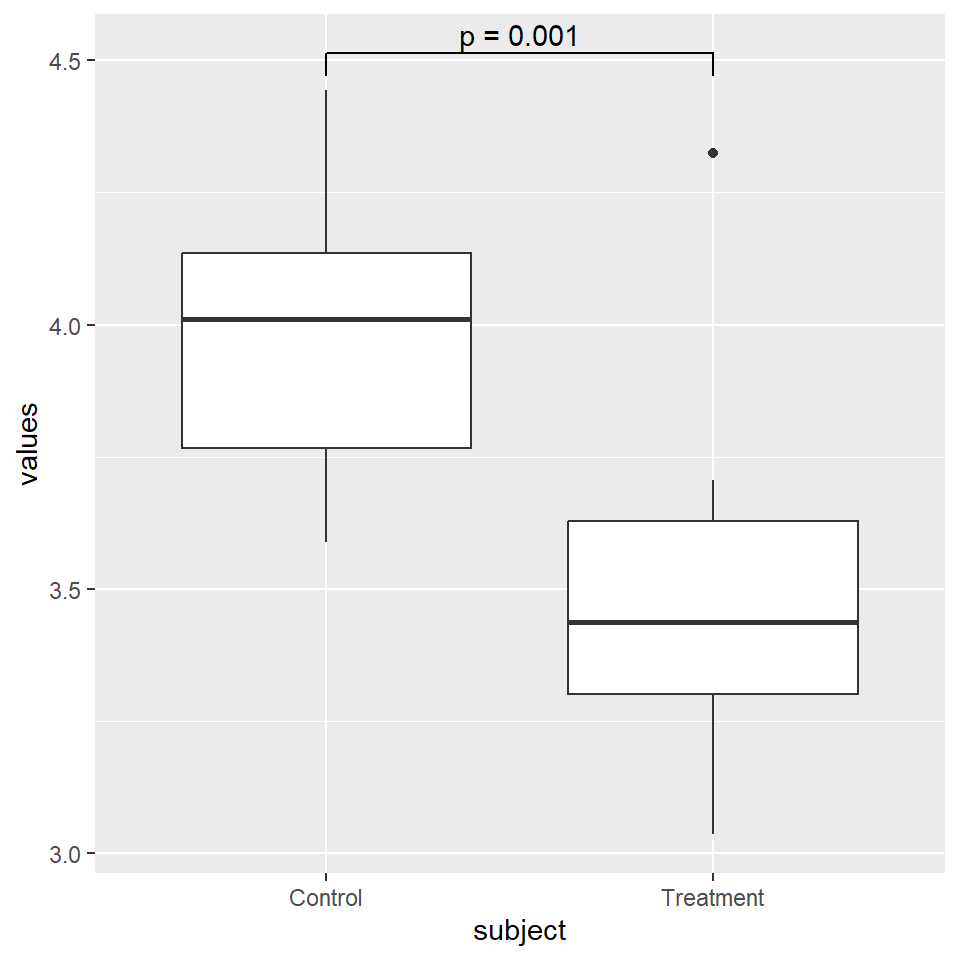 p = 0.001
4.5
4.0
3.5
3.0
values
Control
Treatment
subject